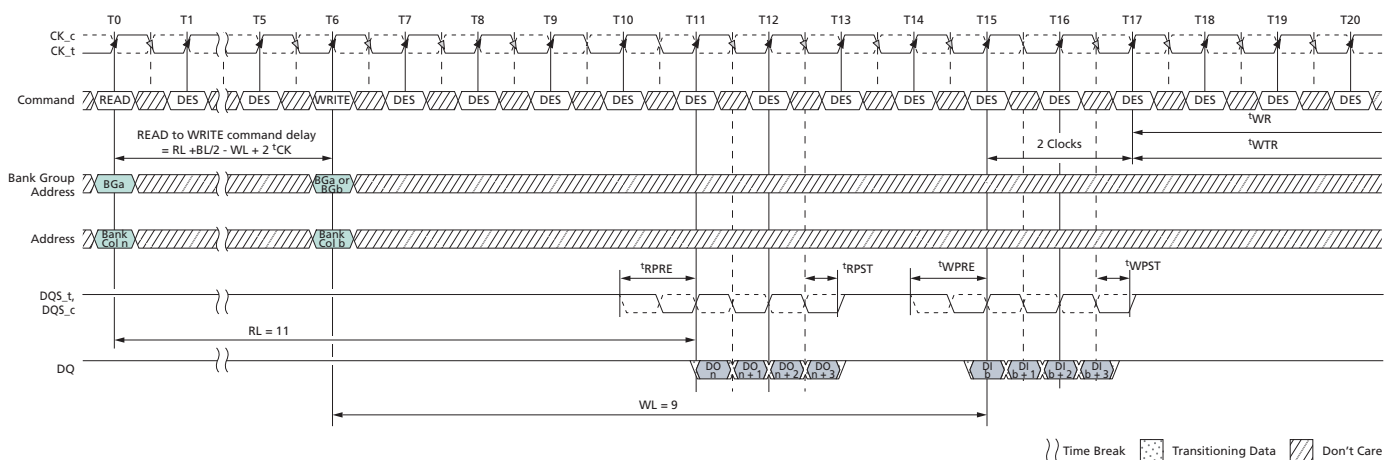 T0 T1 T5 T6 T7 T8 T9 T10 T11 T12 T13 T14 T15 T16 T17 T18 T19 T20
CK_c
CK_t
Command READ DES DES WRITE DES DES DES DES DES DES DES DES DES DES DES DES DES DES
READ to WRITE command delay
= RL +BL/2 - WL + 2 tCK
tWR
2 Clocks tWTR
Bank Group
Address
BGa
BGa or
BGb
Address
Bank
Col n
Bank
Col b
tRPRE tRPST tWPRE tWPST
DQS_t,
DQS_c
RL = 11
DQ
DO
n
DO
n + 1
DO
n + 2
DO
n + 3
DI
b
DI
b + 1
DI
b + 2
DI
b + 3
WL = 9
Time Break Transitioning Data Don't Care